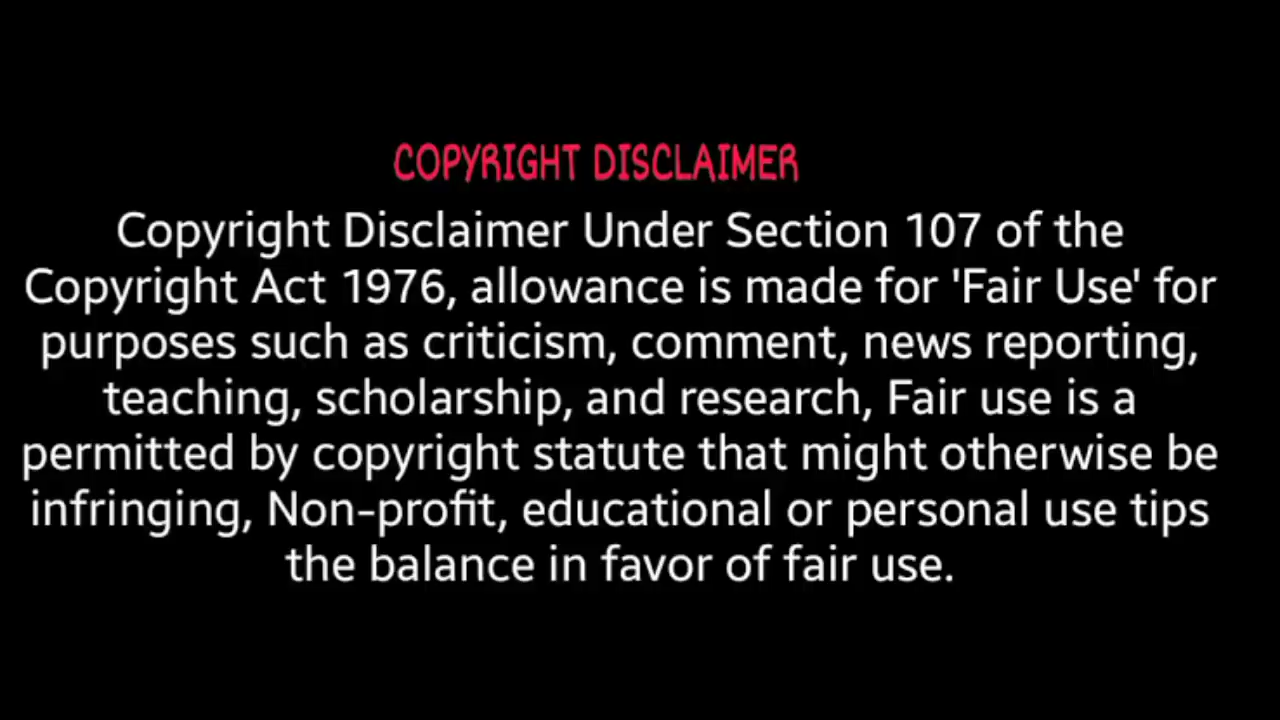 COPYRIGHT DISCLAIMER
Copyright Disclaimer Under Section 107 of the
Copyright Act 1976, allowance is made for 'Fair Use' for
purposes such as criticism, comment, news reporting,
teaching, scholarship, and research, Fair use is a
permitted by copyright statute that might otherwise be
infringing, Non-profit, educational or personal use tips
the balance in favor of fair use.